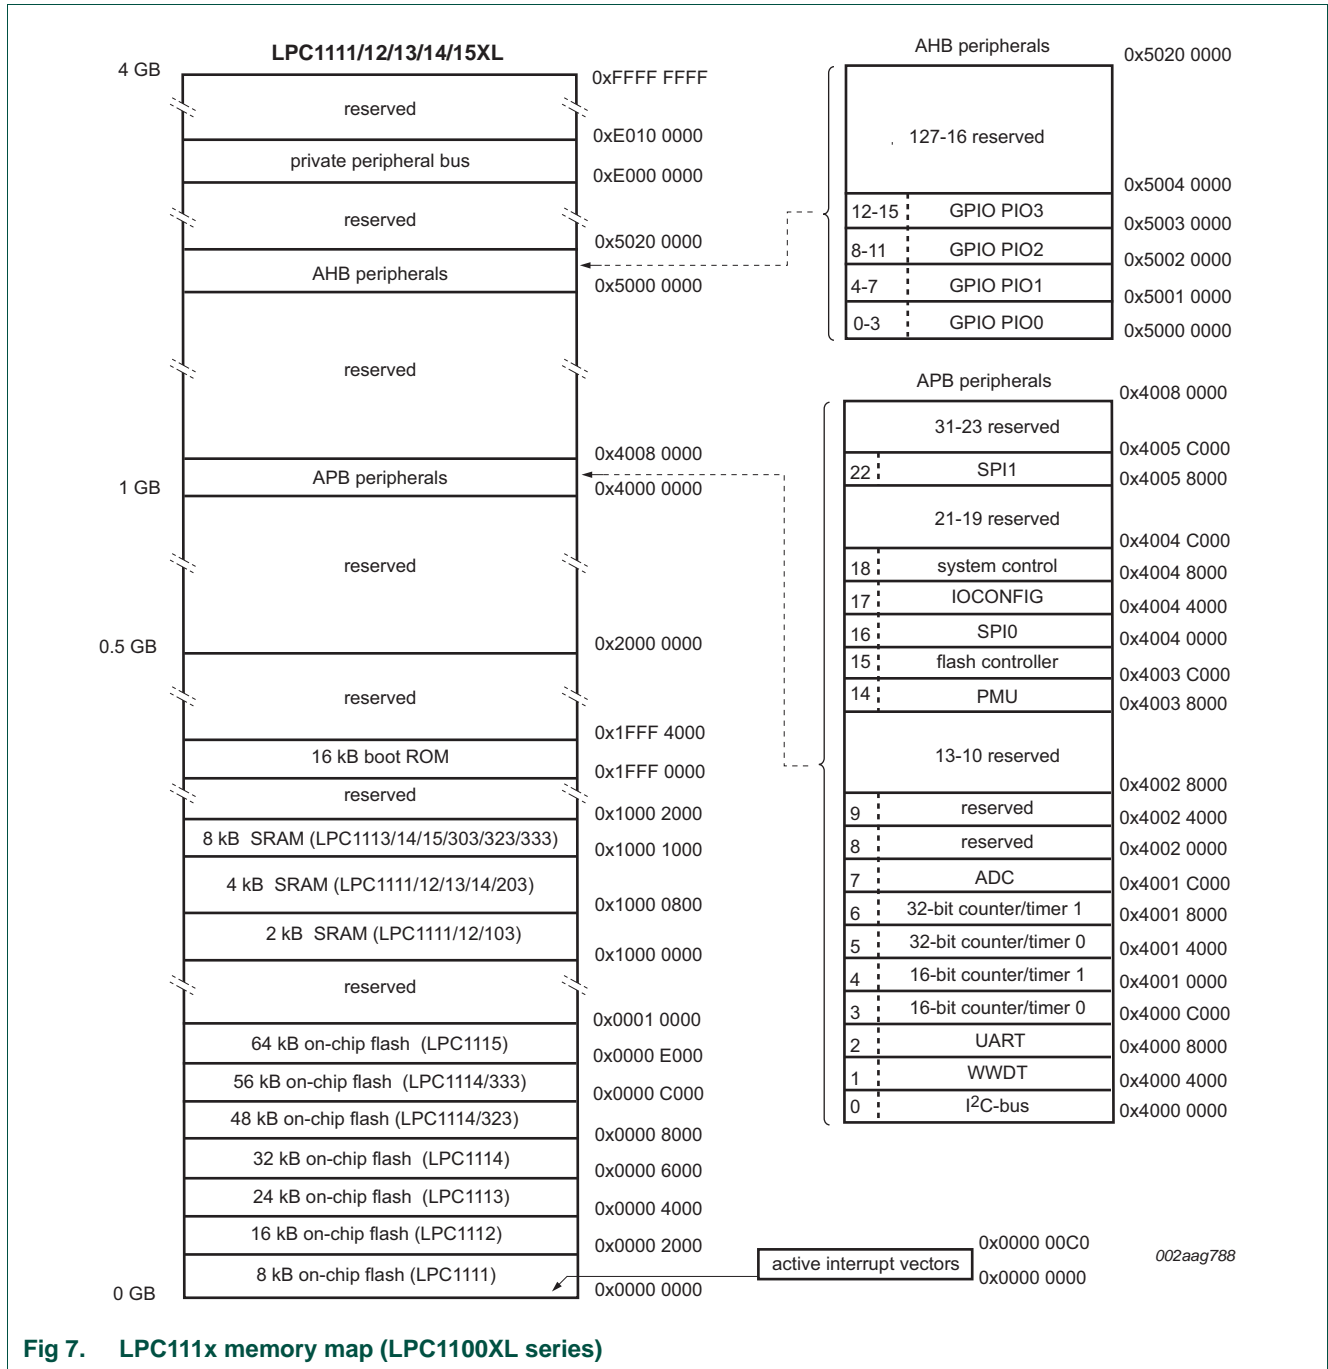 LPC1111/12/13/14/15XL
4 GB
0xFFFF FFFF
reserved
0xE010 0000
private peripheral bus
0xE000 0000
reserved
0x5020 0000
AHB peripherals
0x5000 0000
reserved
0x4008 0000
APB peripherals
1 GB
0x4000 0000
reserved
0.5 GB
0x2000 0000
reserved
0x1FFF 4000
16 kB boot ROM
0x1FFF 0000
reserved
0x1000 2000
8 kB SRAM (LPC1113/14/15/303/323/333)
0x1000 1000
4 kB SRAM (LPC1111/12/13/14/203)
0x1000 0800
2 kB SRAM (LPC1111/12/103)
0x1000 0000
reserved
0x0001 0000
64 kB on-chip flash (LPC1115)
0x0000 E000
56 kB on-chip flash (LPC1114/333)
0x0000 C000
48 kB on-chip flash (LPC1114/323)
0x0000 8000
32 kB on-chip flash (LPC1114)
0x0000 6000
24 kB on-chip flash (LPC1113)
0x0000 4000
16 kB on-chip flash (LPC1112)
0x0000 2000
8 kB on-chip flash (LPC1111)
0x0000 0000
0 GB
AHB peripherals
0x5020 0000
127-16 reserved
0x5004 0000
12-15 GPIO PIO3
0x5003 0000
8-11 GPIO PIO2
0x5002 0000
4-7 GPIO PIO1
0x5001 0000
0-3 GPIO PIO0
0x5000 0000
APB peripherals
0x4008 0000
31-23 reserved
0x4005 C000
22 SPI1
0x4005 8000
21-19 reserved
0x4004 C000
18 system control
0x4004 8000
17 IOCONFIG
0x4004 4000
16 SPI0
0x4004 0000
15 flash controller
0x4003 C000
14 PMU
0x4003 8000
13-10 reserved
0x4002 8000
9 reserved
0x4002 4000
8 reserved
0x4002 0000
7 ADC
0x4001 C000
6 32-bit counter/timer 1
0x4001 8000
5 32-bit counter/timer 0
0x4001 4000
4 16-bit counter/timer 1
0x4001 0000
3 16-bit counter/timer 0
0x4000 C000
2 UART
0x4000 8000
1 WWDT
0x4000 4000
0 I²C-bus
0x4000 0000
0x0000 00C0
active interrupt vectors
0x0000 0000
002aag788
Fig 7. LPC111x memory map (LPC1100XL series)